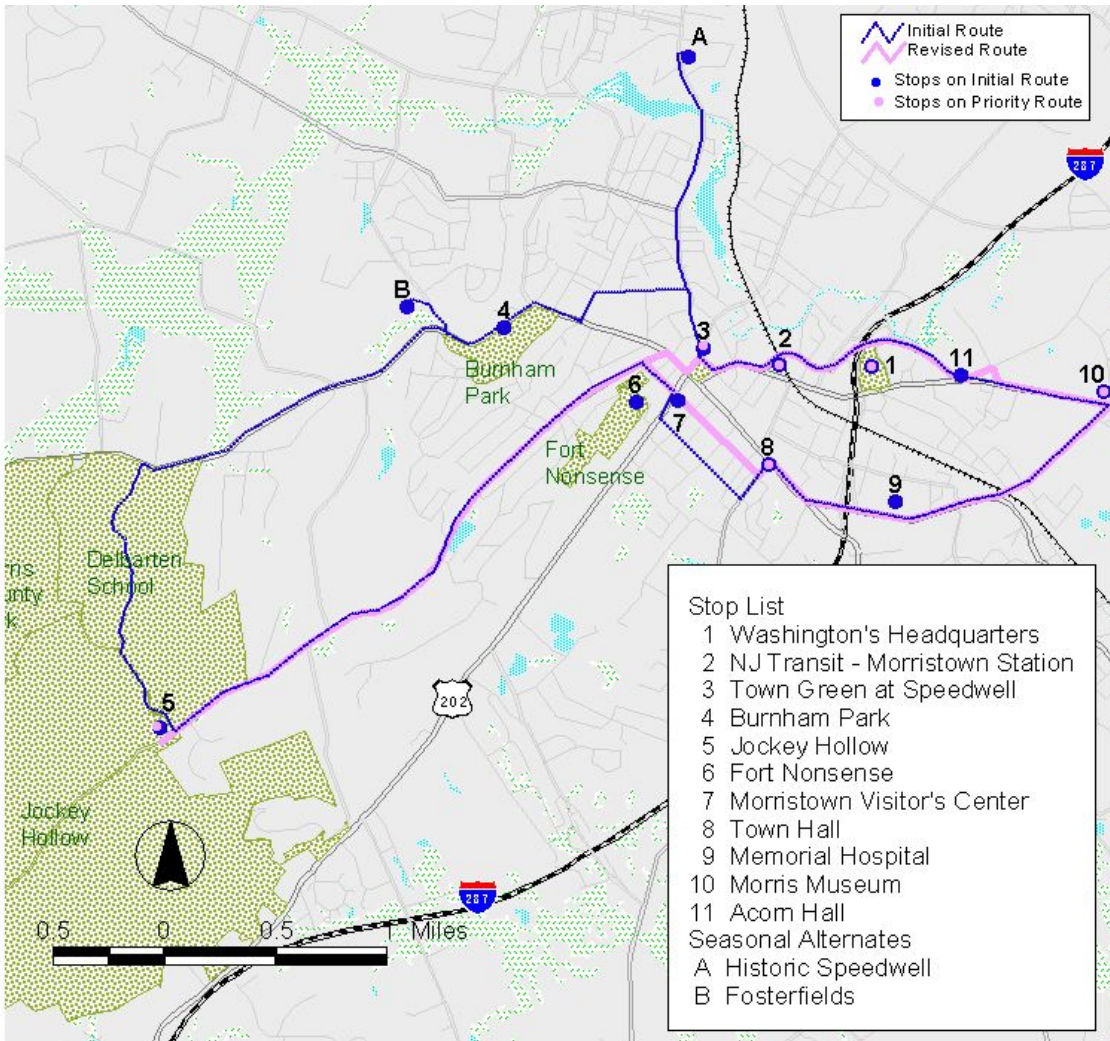 A
Initial Route
Revised Route
Stops on Initial Route
Stops on Priority Route
287
B
4
3
2
1
11
10
Burnham
Park
6
7
Fort
Nonsense
8
9
Delbarten
School
5
202
Jockey
Hollow
287
0 5 0 0 5 1 Miles
Stop List
1 Washington's Headquarters
2 NJ Transit - Morristown Station
3 Town Green at Speedwell
4 Burnham Park
5 Jockey Hollow
6 Fort Nonsense
7 Morristown Visitor's Center
8 Town Hall
9 Memorial Hospital
10 Morris Museum
11 Acorn Hall
Seasonal Alternates
A Historic Speedwell
B Fosterfields